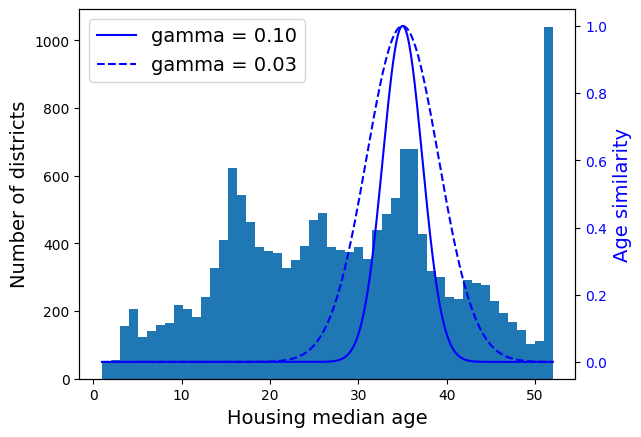 gamma = 0.10
gamma = 0.03
1000
800
600
400
200
0
Number of districts
0 10 20 30 40 50
Housing median age
1.0
0.8
0.6
0.4
0.2
0.0
Age similarity